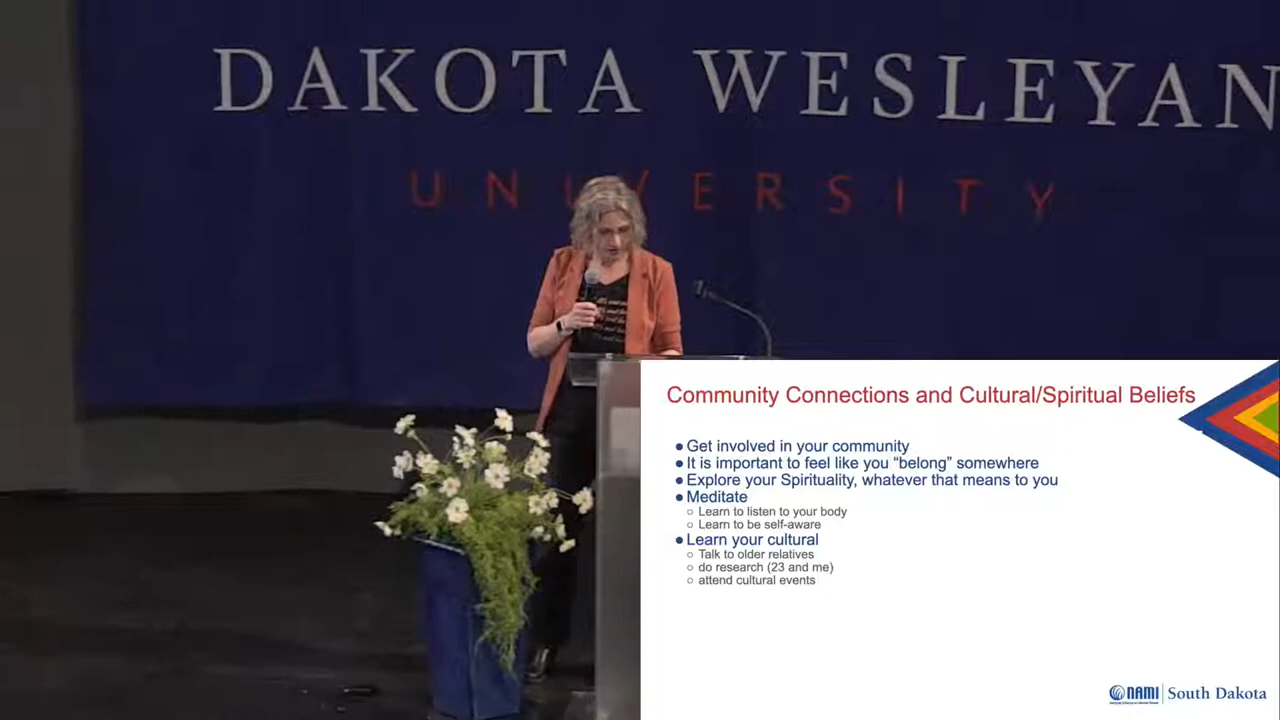 DAKOTA WESLEYAN
UNIVERSITY
Community Connections and Cultural/Spiritual Beliefs
● Get involved in your community
● It is important to feel like you “belong” somewhere
● Explore your Spirituality, whatever that means to you
● Meditate
○ Learn to listen to your body
○ Learn to be self-aware
● Learn your cultural
○ Talk to older relatives
○ do research (23 and me)
○ attend cultural events
NAMI South Dakota